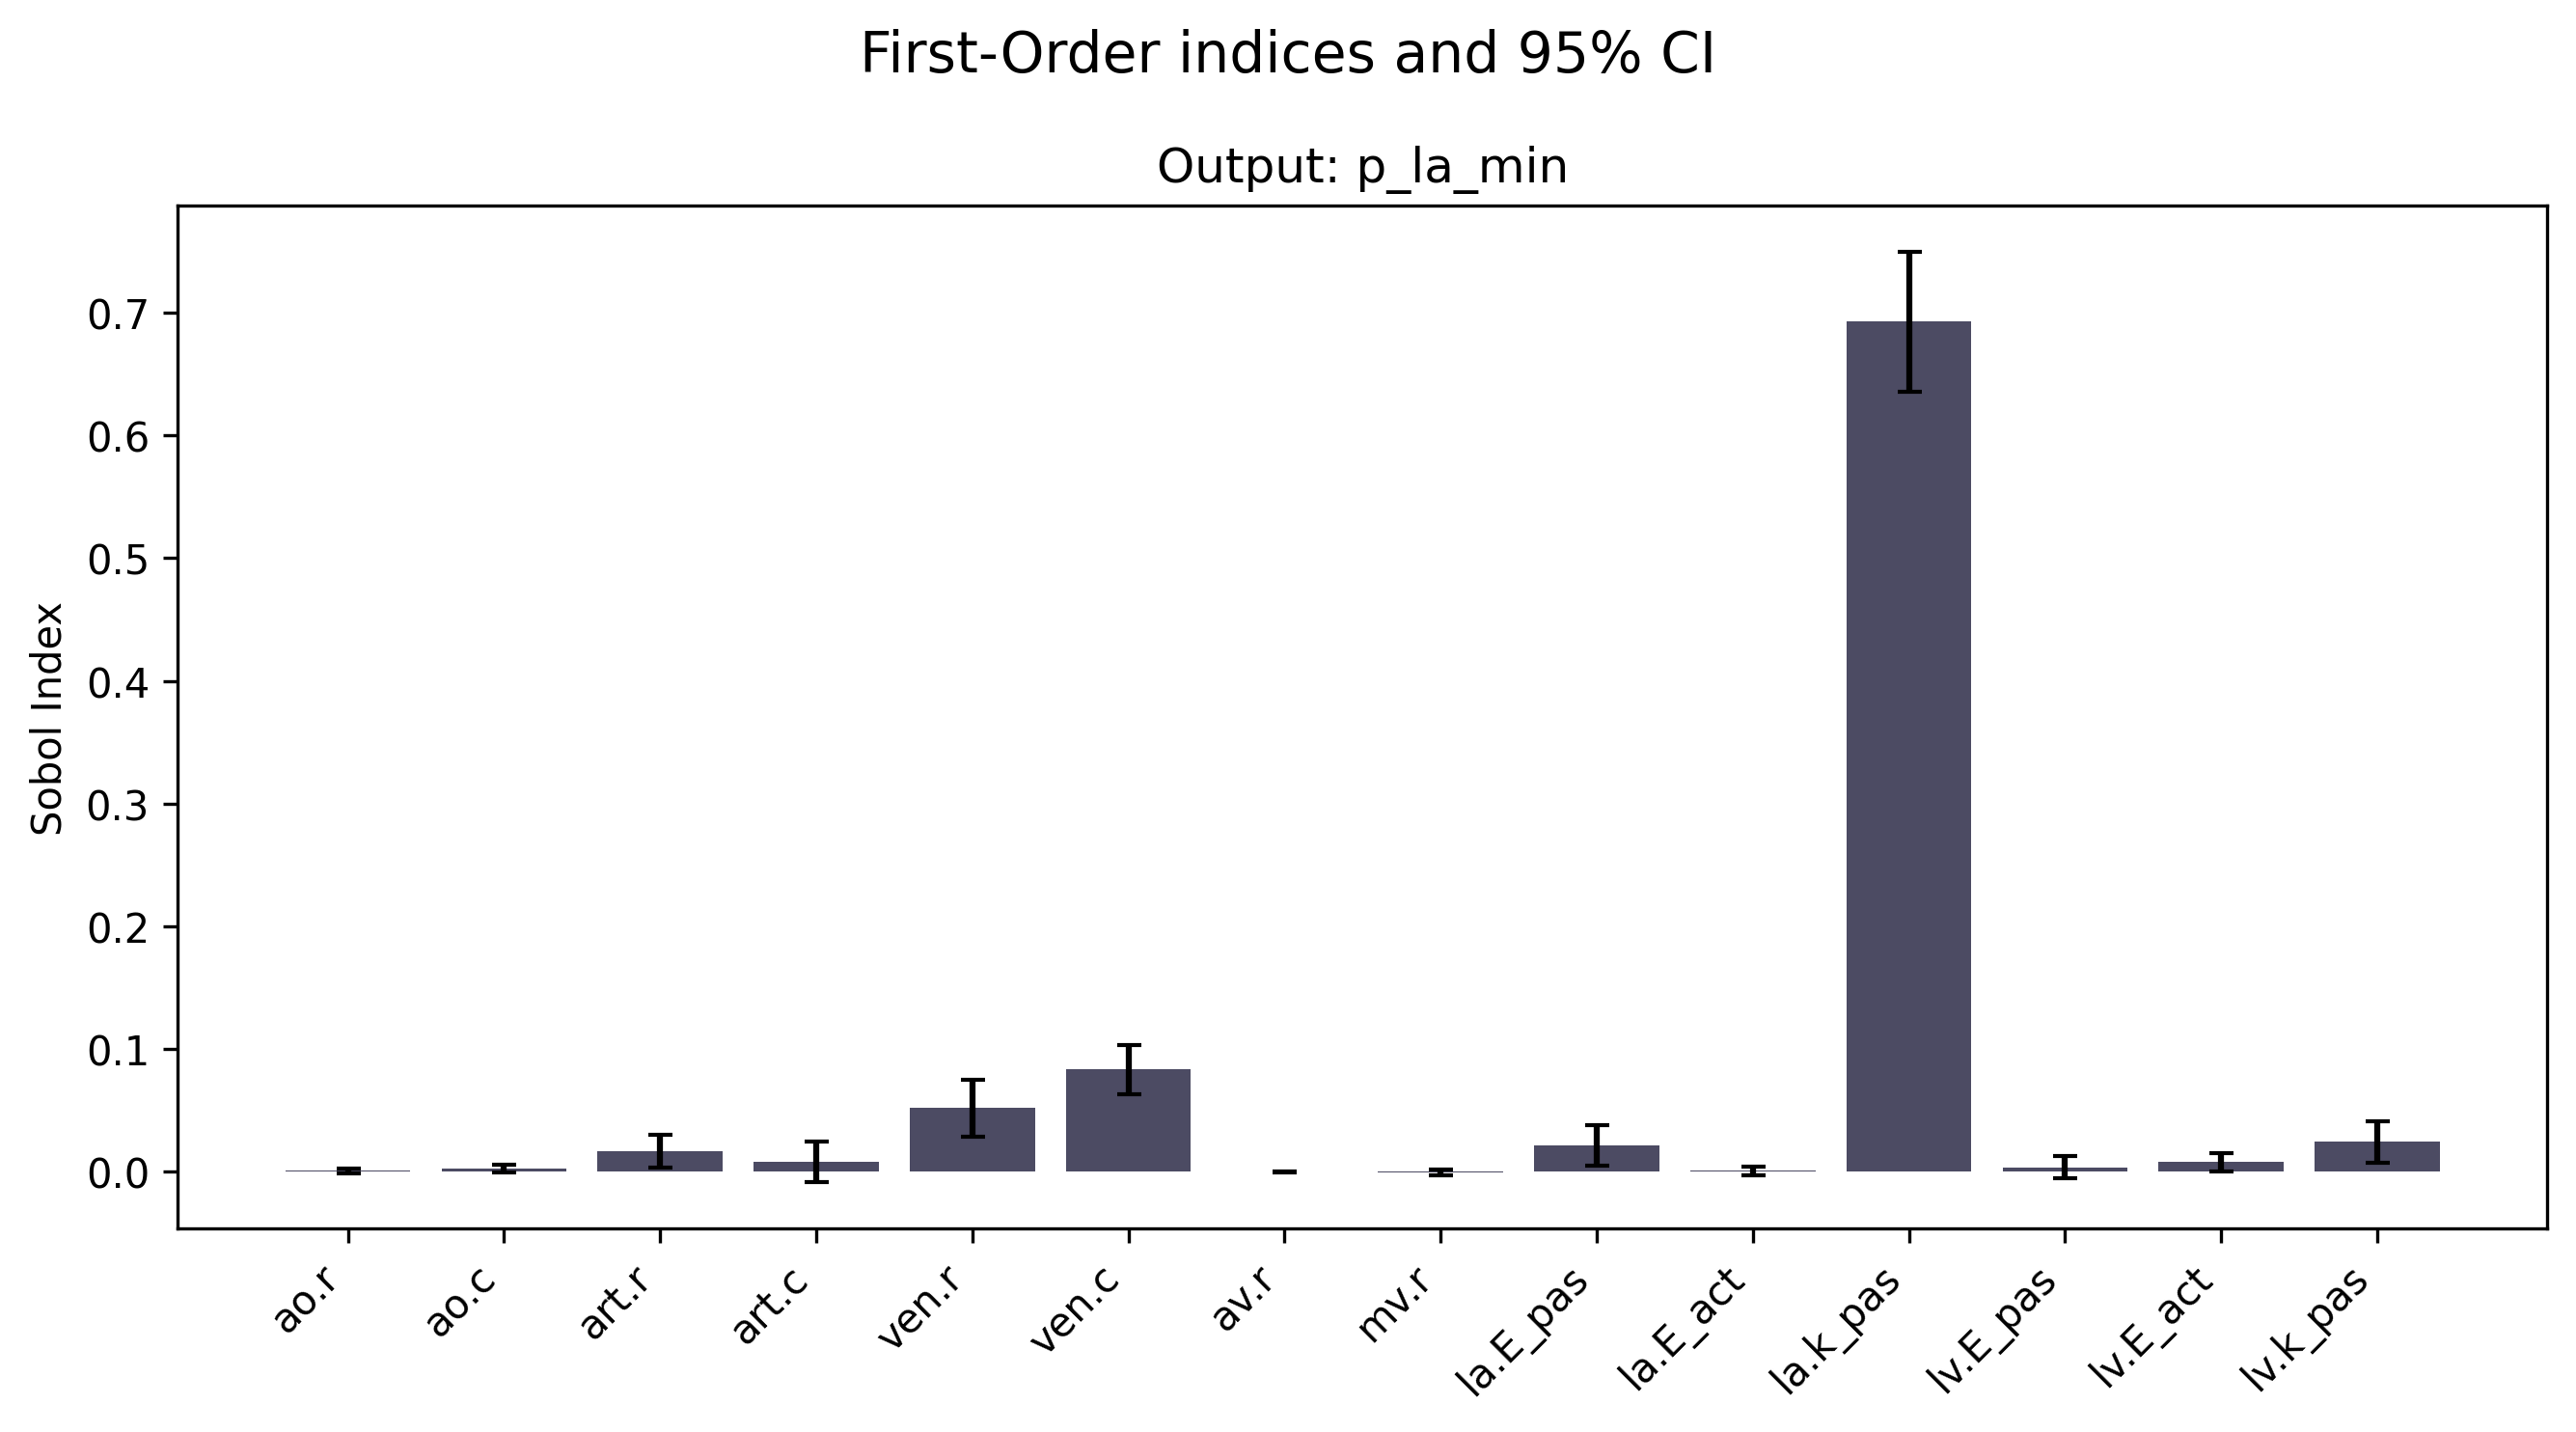 First-Order indices and 95% CI
Output: p_la_min
Sobol Index
0.7
0.6
0.5
0.4
0.3
0.2
0.1
0.0
ao.r
ao.c
art.r
art.c
ven.r
ven.c
av.r
mv.r
la.E_pas
la.E_act
la.k_pas
lv.E_pas
lv.E_act
lv.k_pas